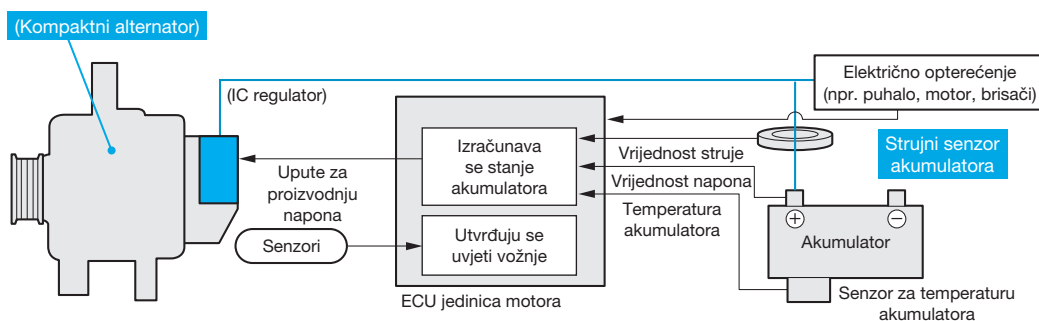 (Kompaktni alternator)
(IC regulator)
Električno opterećenje
(npr. puhalo, motor, brisači)
Strujni senzor
akumulatora
Izračunava
se stanje
akumulatora
Upute za
proizvodnju
napona
Vrijednost struje
Vrijednost napona
Temperatura
akumulatora
Senzori
Utvrđuju se
uvjeti vožnje
ECU jedinica motora
+
−
Akumulator
Senzor za temperaturu
akumulatora